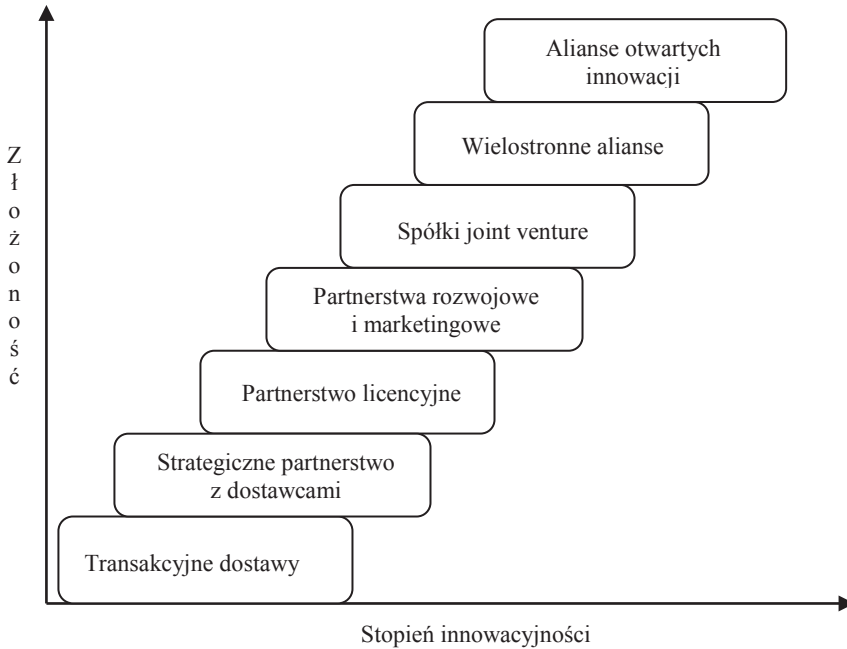 Alianse otwartych
innowacji
Wielostronne alianse
Złożoność
Spółki joint venture
Partnerstwa rozwojowe
i marketingowe
Partnerstwo licencyjne
Strategiczne partnerstwo
z dostawcami
Transakcyjne dostawy
Stopień innowacyjności